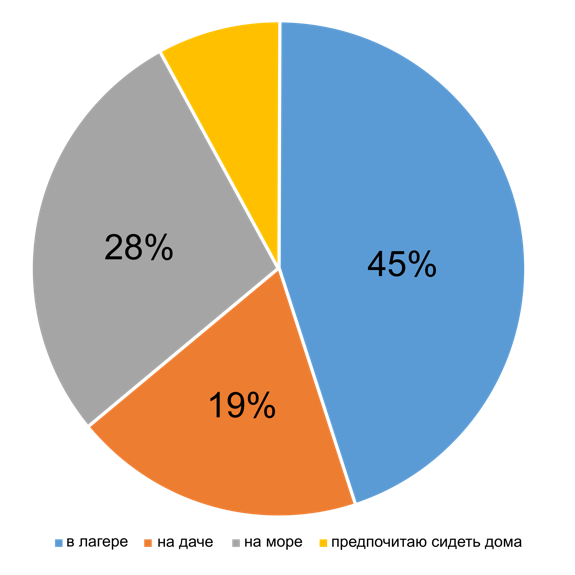 28%
45%
19%
в лагере на даче на море предпочитаю сидеть дома